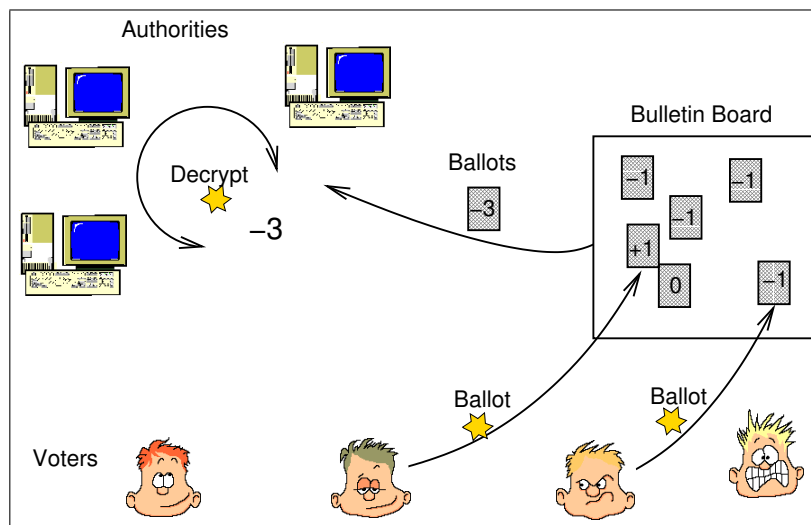 Authorities
Bulletin Board
Ballots
Decrypt
−1
−1
−3
−1
−3
+1
0
−1
Ballot
Ballot
Voters